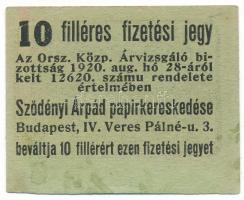 10 filléres fizetési jegy
Az Orsz. Közp. Árvizsgáló bi-
zottság 1920. aug. hó 28-áról
kelt 12620. számu rendelete
értelmében
Szödényi Árpád papirkereskedése
Budapest, IV. Veres Pálné-u. 3.
beváltja 10 fillérért ezen fizetési jegyet